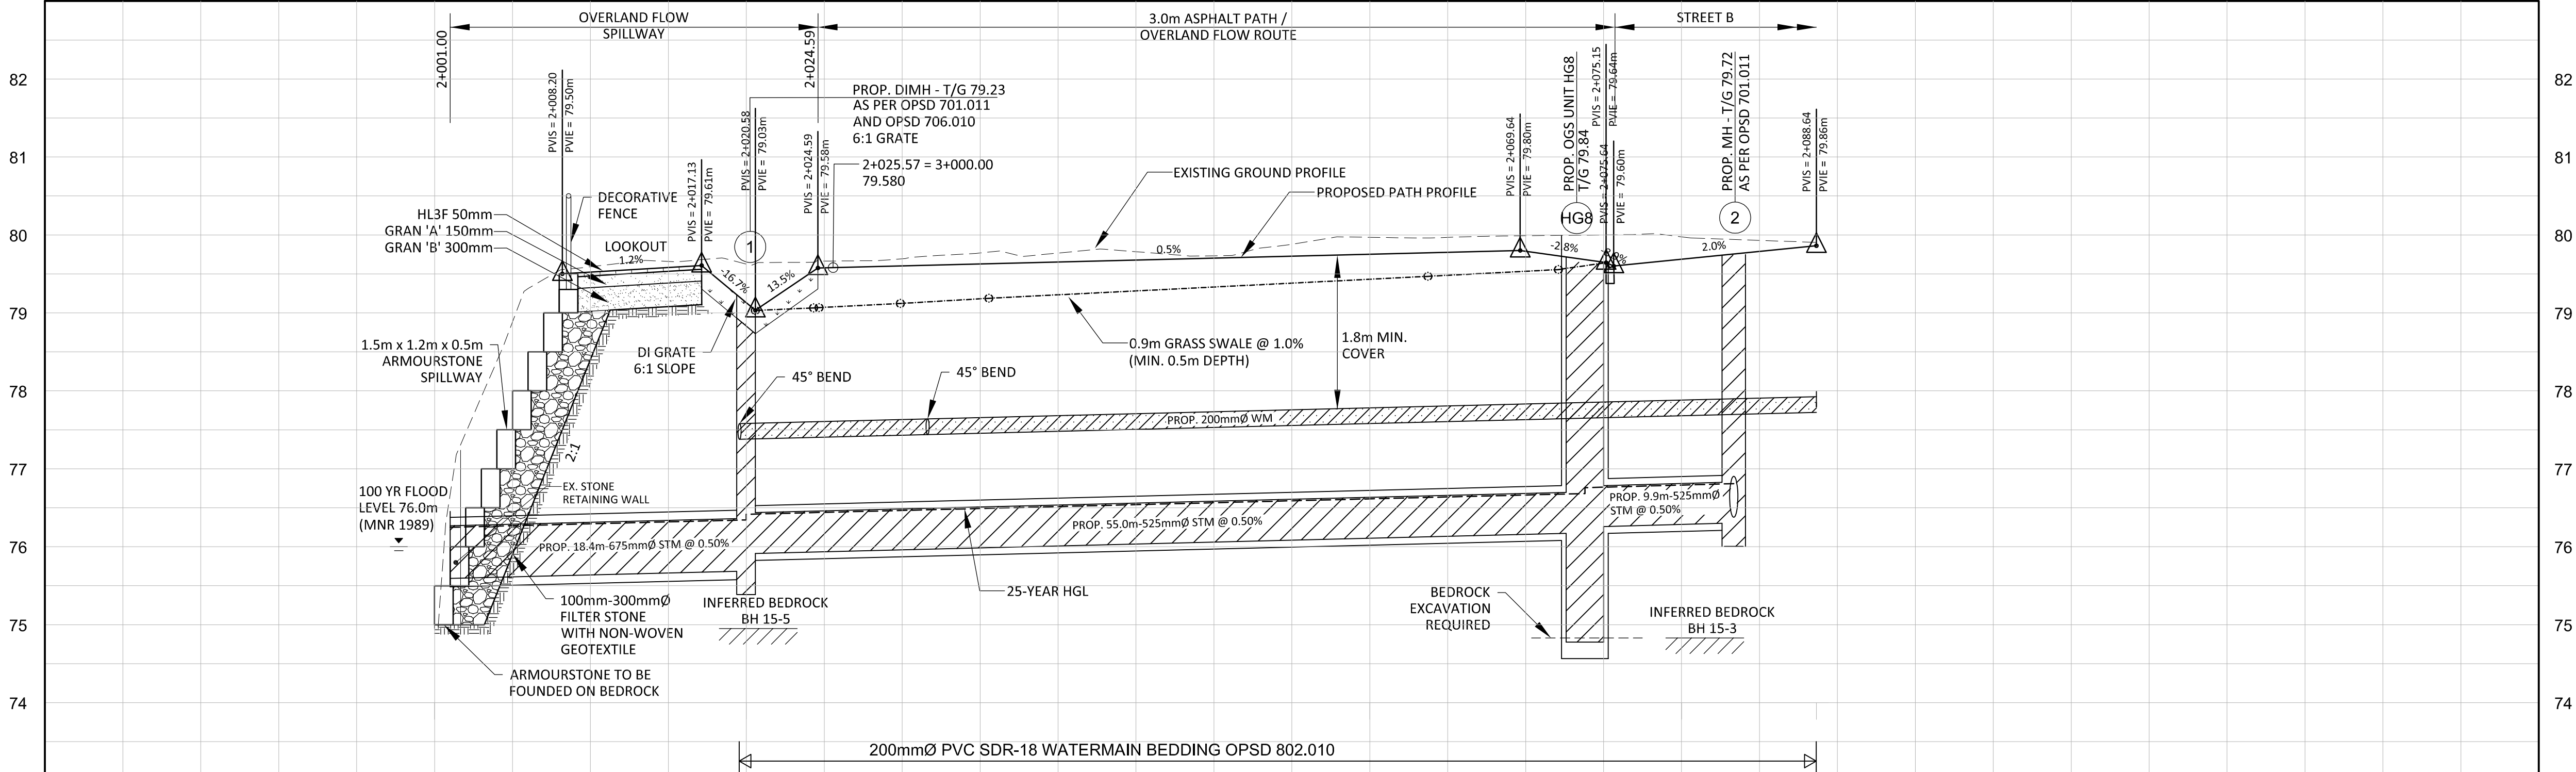 OVERLAND FLOW
SPILLWAY
3.0m ASPHALT PATH /
OVERLAND FLOW ROUTE
STREET B
2+001.00
2+024.59
82
81
80
79
78
77
76
75
74
82
81
80
79
78
77
76
75
74
PVIS = 2+008.20
PVIE = 79.50m
PVIS = 2+017.13
PVIE = 79.61m
PVIS = 2+020.58
PVIE = 79.03m
PVIS = 2+024.59
PVIE = 79.58m
PROP. DIMH - T/G 79.23
AS PER OPSD 701.011
AND OPSD 706.010
6:1 GRATE
2+025.57 = 3+000.00
79.580
EXISTING GROUND PROFILE
PROPOSED PATH PROFILE
PVIS = 2+069.64
PVIE = 79.80m
PROP. OGS UNIT HG8
T/G 79.84
PVIS = 2+075.15
PVIE = 79.64m
PVIS = 2+075.64
PVIE = 79.60m
PROP. MH - T/G 79.72
AS PER OPSD 701.011
PVIS = 2+088.64
PVIE = 79.86m
DECORATIVE
FENCE
HL3F 50mm
GRAN 'A' 150mm
GRAN 'B' 300mm
LOOKOUT
1.2%
1
-16.7%
13.5%
0.5%
HG8
-2.8%
2
2.0%
1.5m x 1.2m x 0.5m
ARMOURSTONE
SPILLWAY
DI GRATE
6:1 SLOPE
45° BEND
45° BEND
0.9m GRASS SWALE @ 1.0%
(MIN. 0.5m DEPTH)
1.8m MIN.
COVER
PROP. 200mmØ WM
2:1
EX. STONE
RETAINING WALL
100 YR FLOOD
LEVEL 76.0m
(MNR 1989)
PROP. 18.4m-675mmØ STM @ 0.50%
PROP. 55.0m-525mmØ STM @ 0.50%
PROP. 9.9m-525mmØ
STM @ 0.50%
100mm-300mmØ
FILTER STONE
WITH NON-WOVEN
GEOTEXTILE
INFERRED BEDROCK
BH 15-5
25-YEAR HGL
BEDROCK
EXCAVATION
REQUIRED
INFERRED BEDROCK
BH 15-3
ARMOURSTONE TO BE
FOUNDED ON BEDROCK
200mmØ PVC SDR-18 WATERMAIN BEDDING OPSD 802.010